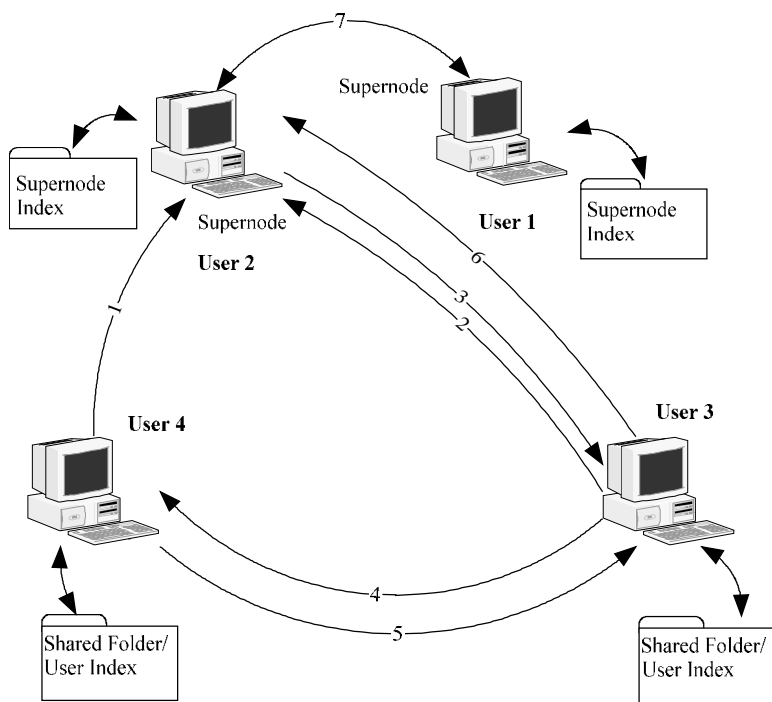 7
Supernode
Supernode
Index
Supernode
User 2
User 1
Supernode
Index
6
3
2
1
User 4
User 3
4
5
Shared Folder/
User Index
Shared Folder/
User Index